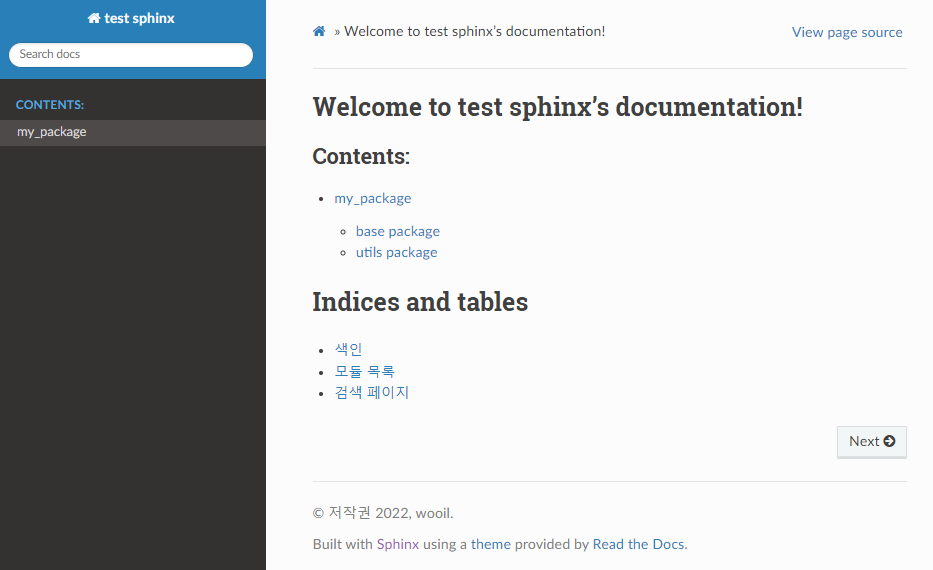 test sphinx
Search docs
CONTENTS:
my_package
» Welcome to test sphinx’s documentation!
View page source
Welcome to test sphinx’s documentation!
Contents:
my_package
base package
utils package
Indices and tables
색인
모듈 목록
검색 페이지
Next
© 저작권 2022, wooil.
Built with Sphinx using a theme provided by Read the Docs.